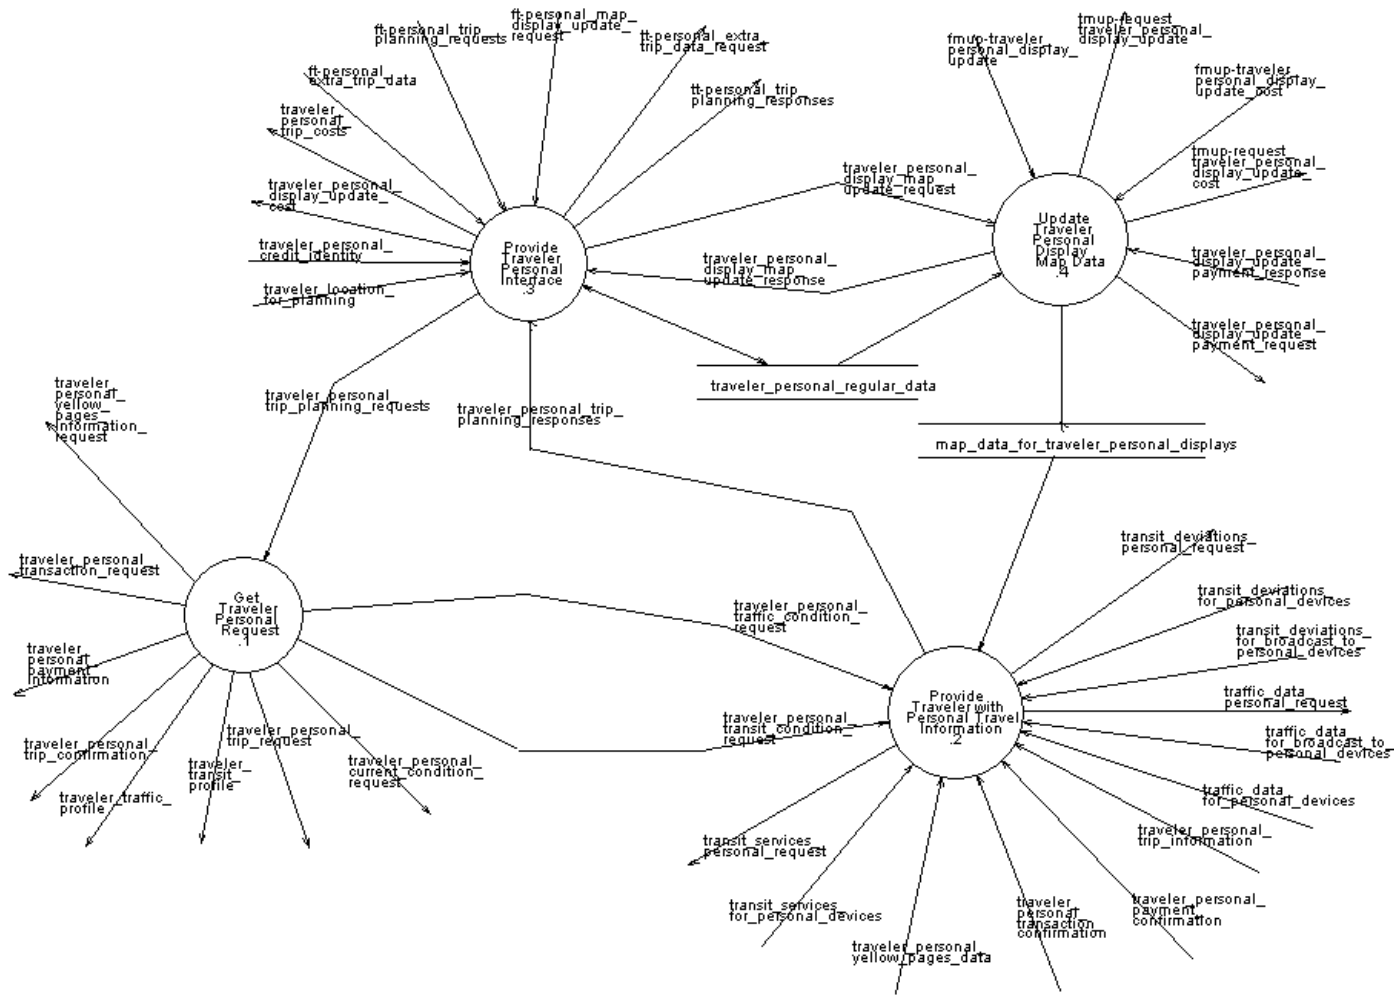 ft-personal_trip_
planning_requests
ft-personal_map_
display_update_
request
ft-personal_extra_
trip_data_request
tt-personal_trip_
planning_responses
ft-personal_
extra_trip_data
traveler_
personal_
trip_costs
traveler_personal_
display_update_
cost
traveler_personal_
credit_identity
traveler_location_
for_planning
Provide
Traveler
Personal
Interface
.3
fmup-traveler_
personal_display_
update
tmup-request_
traveler_personal_
display_update
fmup-traveler_
personal_display_
update_cost
tmup-request_
traveler_personal_
display_update_
cost
traveler_personal_
display_update_
payment_response
traveler_personal_
display_update_
payment_request
Update
Traveler
Personal
Display
Map Data
.4
traveler_personal_
display_map_
update_request
traveler_personal_
display_map_
update_response
traveler_personal_regular_data
map_data_for_traveler_personal_displays
traveler_personal_
trip_planning_requests
traveler_personal_trip_
planning_responses
traveler_
personal_
yellow_
pages_
information_
request
traveler_personal_
transaction_request
traveler_
personal_
payment_
information
traveler_personal_
trip_confirmation
traveler_traffic_
profile
traveler_
transit_
profile
traveler_personal_
trip_request
traveler_personal_
current_condition_
request
Get
Traveler
Personal
Request
.1
traveler_personal_
traffic_condition_
request
traveler_personal_
transit_condition_
request
Provide
Traveler with
Personal Travel
Information
.2
transit_deviations_
personal_request
transit_deviations_
for_personal_devices
transit_deviations_
for_broadcast_to_
personal_devices
traffic_data_
personal_request
traffic_data_
for_broadcast_to_
personal_devices
traffic_data_
for_personal_devices
traveler_personal_
trip_information
traveler_personal_
payment_
confirmation
traveler_
personal_
transaction_
confirmation
traveler_personal_
yellow_pages_data
transit_services_
for_personal_devices
transit_services_
personal_request